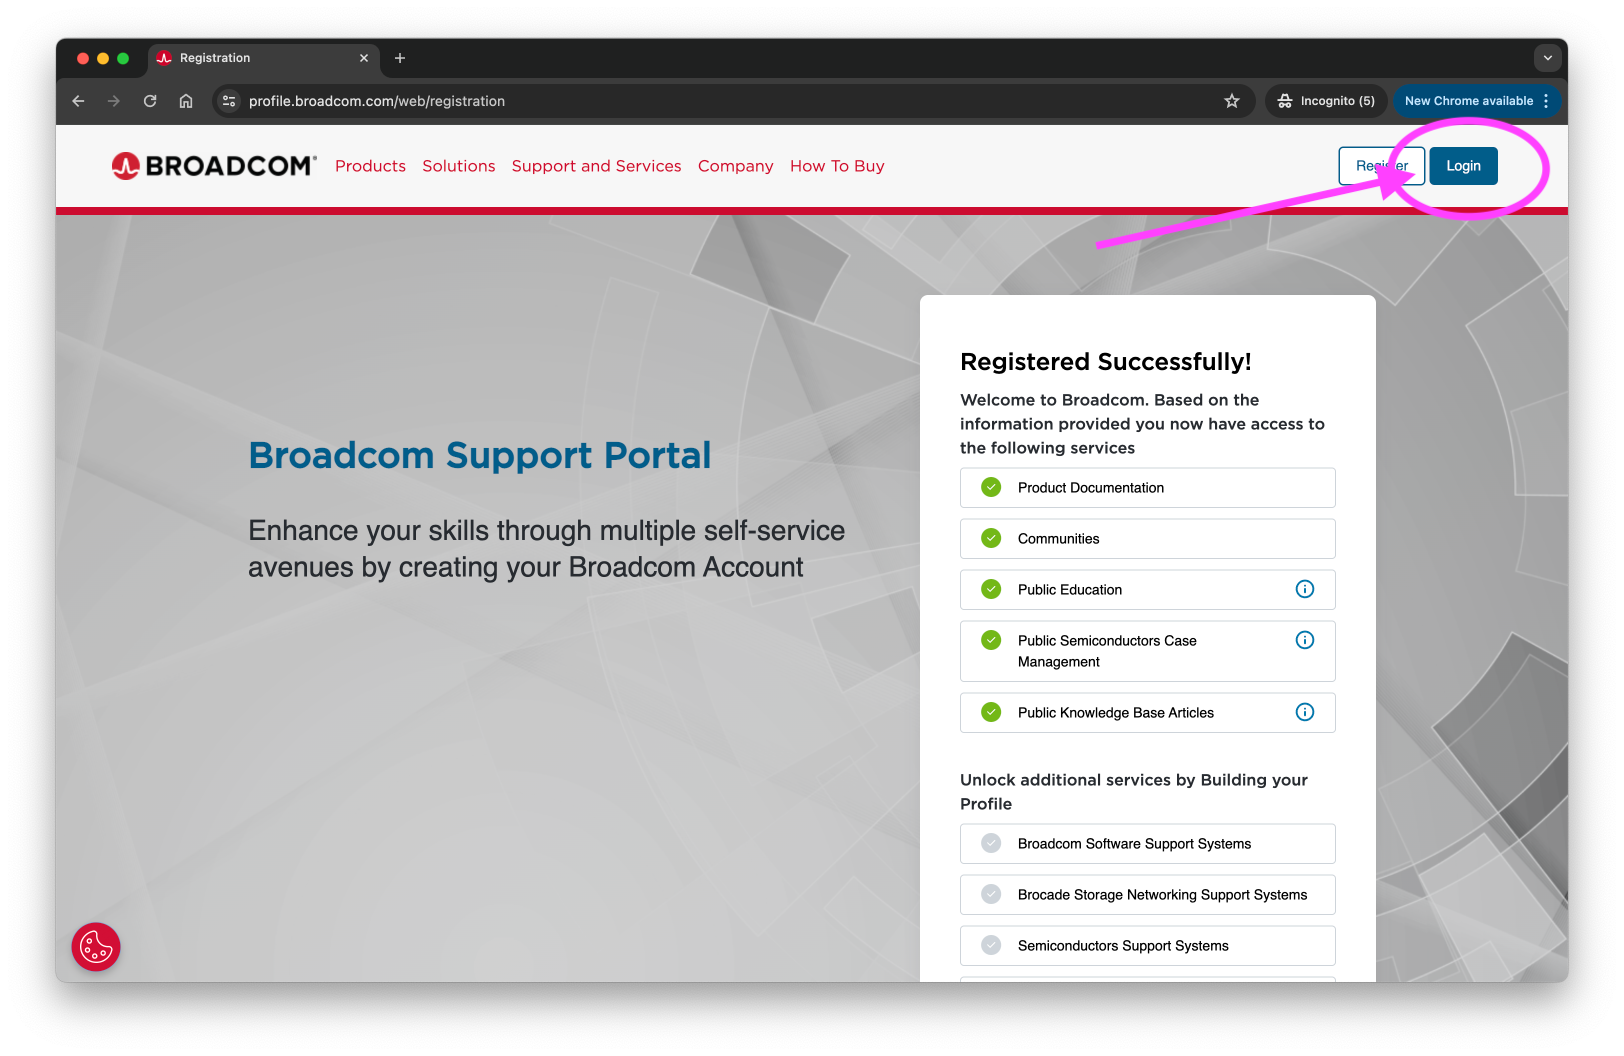 Registration
profile.broadcom.com/web/registration
Incognito (5)
New Chrome available
BROADCOM®
Products
Solutions
Support and Services
Company
How To Buy
Register
Login
Broadcom Support Portal
Enhance your skills through multiple self-service
avenues by creating your Broadcom Account
Registered Successfully!
Welcome to Broadcom. Based on the
information provided you now have access to
the following services
Product Documentation
Communities
Public Education
Public Semiconductors Case
Management
Public Knowledge Base Articles
Unlock additional services by Building your
Profile
Broadcom Software Support Systems
Brocade Storage Networking Support Systems
Semiconductors Support Systems